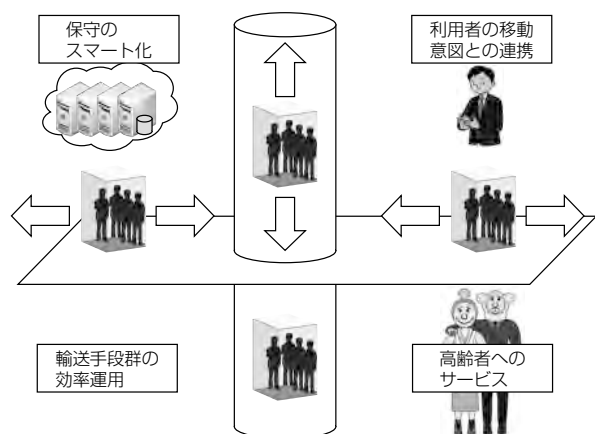 保守の
スマート化
利用者の移動
意図との連携
輸送手段群の
効率運用
高齢者への
サービス